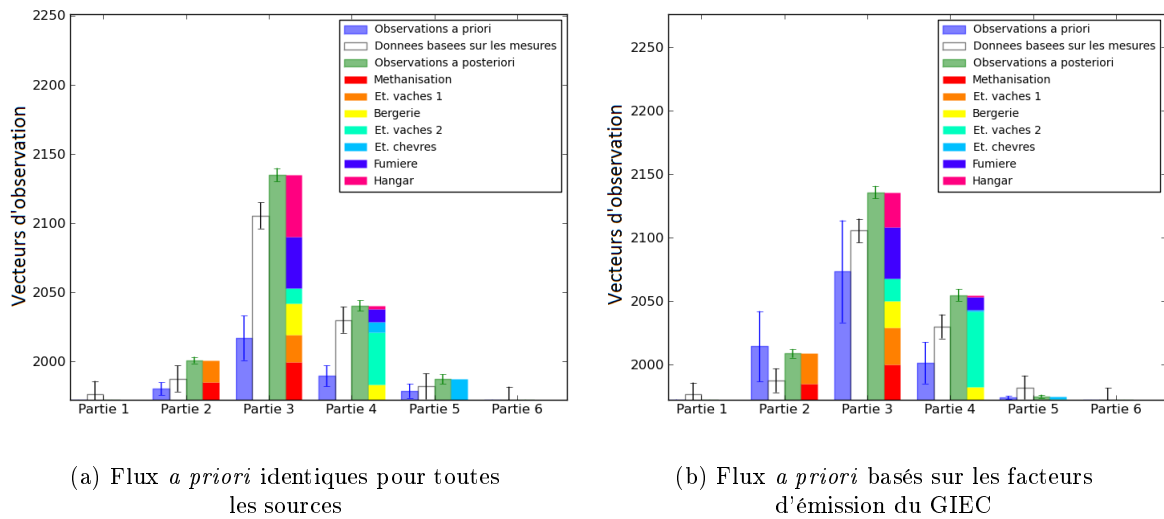 2250
2200
2150
2100
2050
2000
Vecteurs d'observation
Observations a priori
Donnees basees sur les mesures
Observations a posteriori
Methanisation
Et. vaches 1
Bergerie
Et. vaches 2
Et. chevres
Fumiere
Hangar
Partie 1 Partie 2 Partie 3 Partie 4 Partie 5 Partie 6
(a) Flux a priori identiques pour toutes
les sources
2250
2200
2150
2100
2050
2000
Vecteurs d'observation
Observations a priori
Donnees basees sur les mesures
Observations a posteriori
Methanisation
Et. vaches 1
Bergerie
Et. vaches 2
Et. chevres
Fumiere
Hangar
Partie 1 Partie 2 Partie 3 Partie 4 Partie 5 Partie 6
(b) Flux a priori basés sur les facteurs
d'émission du GIEC